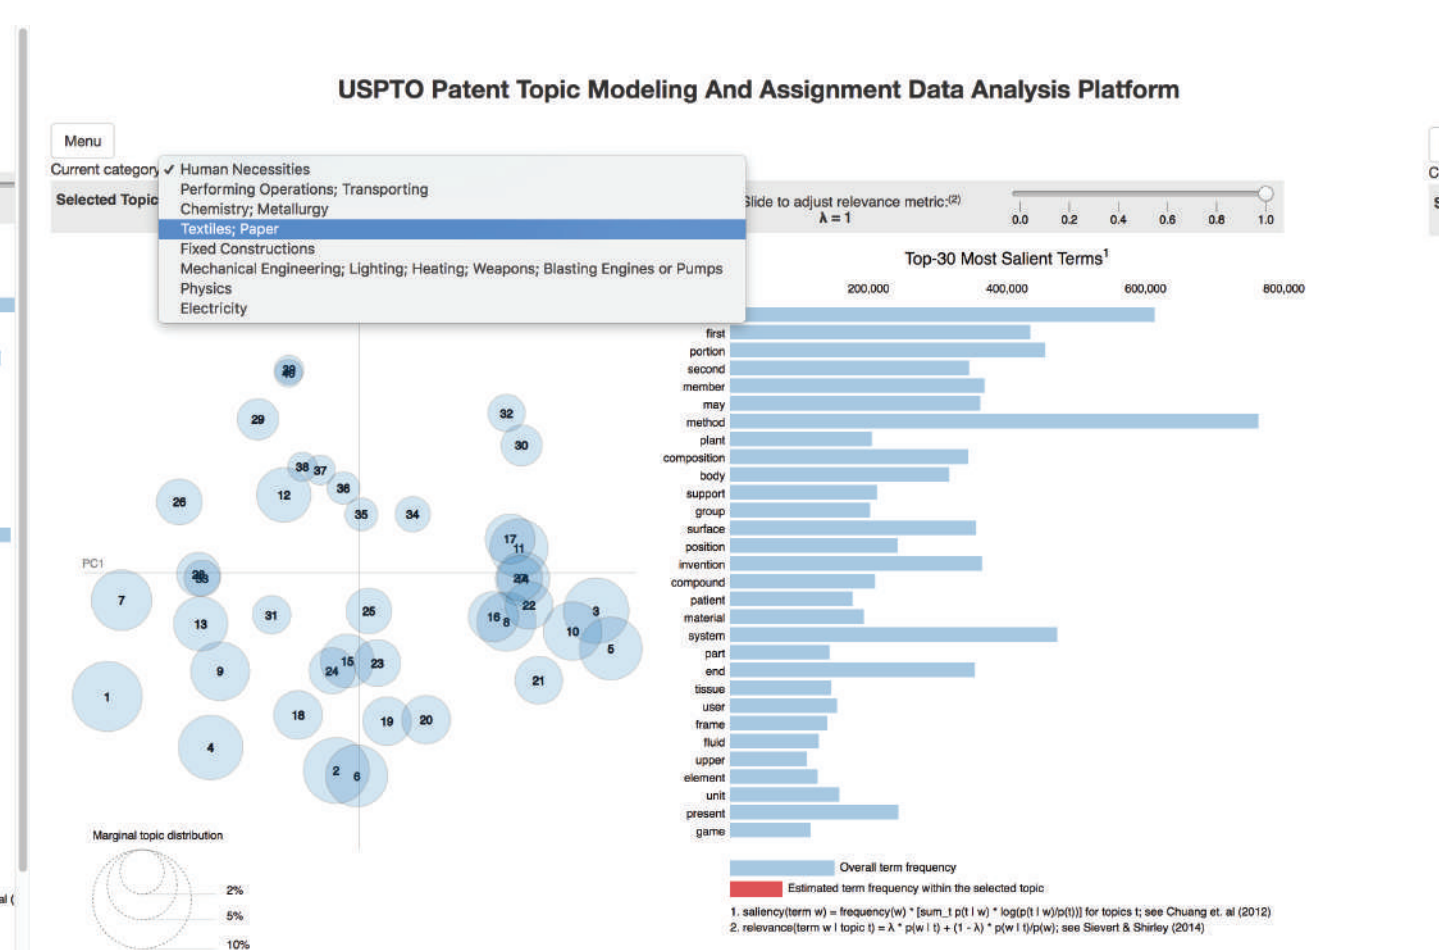 USPTO Patent Topic Modeling And Assignment Data Analysis Platform
Menu
Current category
✓ Human Necessities
Performing Operations; Transporting
Chemistry; Metallurgy
Textiles; Paper
Fixed Constructions
Mechanical Engineering; Lighting; Heating; Weapons; Blasting Engines or Pumps
Physics
Electricity
Selected Topic
Slide to adjust relevance metric:(2)
λ = 1
0.0 0.2 0.4 0.6 0.8 1.0
Top-30 Most Salient Terms1
200,000 400,000 600,000 800,000
first
portion
second
member
may
method
plant
composition
body
support
group
surface
position
invention
compound
patient
material
system
part
end
tissue
user
frame
fluid
upper
element
unit
present
game
29
32
30
38 37
12
36
26
35
34
17
11
PC1
7
13
31
25
22
16
8
3
10
5
9
15
24
23
21
1
18
19
20
4
2
6
Marginal topic distribution
2%
5%
10%
Overall term frequency
Estimated term frequency within the selected topic
1. saliency(term w) = frequency(w) * [sum_t p(t | w) * log(p(t | w)/p(t))] for topics t; see Chuang et. al (2012)
2. relevance(term w | topic t) = λ * p(w | t) + (1 - λ) * p(w | t)/p(w); see Sievert & Shirley (2014)
al (
C